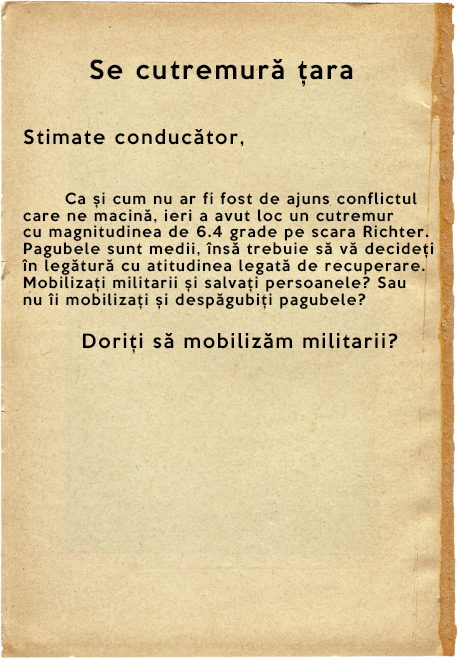 Se cutremură țara
Stimate conducător,
Ca și cum nu ar fi fost de ajuns conflictul
care ne macină, ieri a avut loc un cutremur
cu magnitudinea de 6.4 grade pe scara Richter.
Pagubele sunt medii, însă trebuie să vă decideți
în legătură cu atitudinea legată de recuperare.
Mobilizați militarii și salvați persoanele? Sau
nu îi mobilizați și despăgubiți pagubele?
Doriți să mobilizăm militarii?